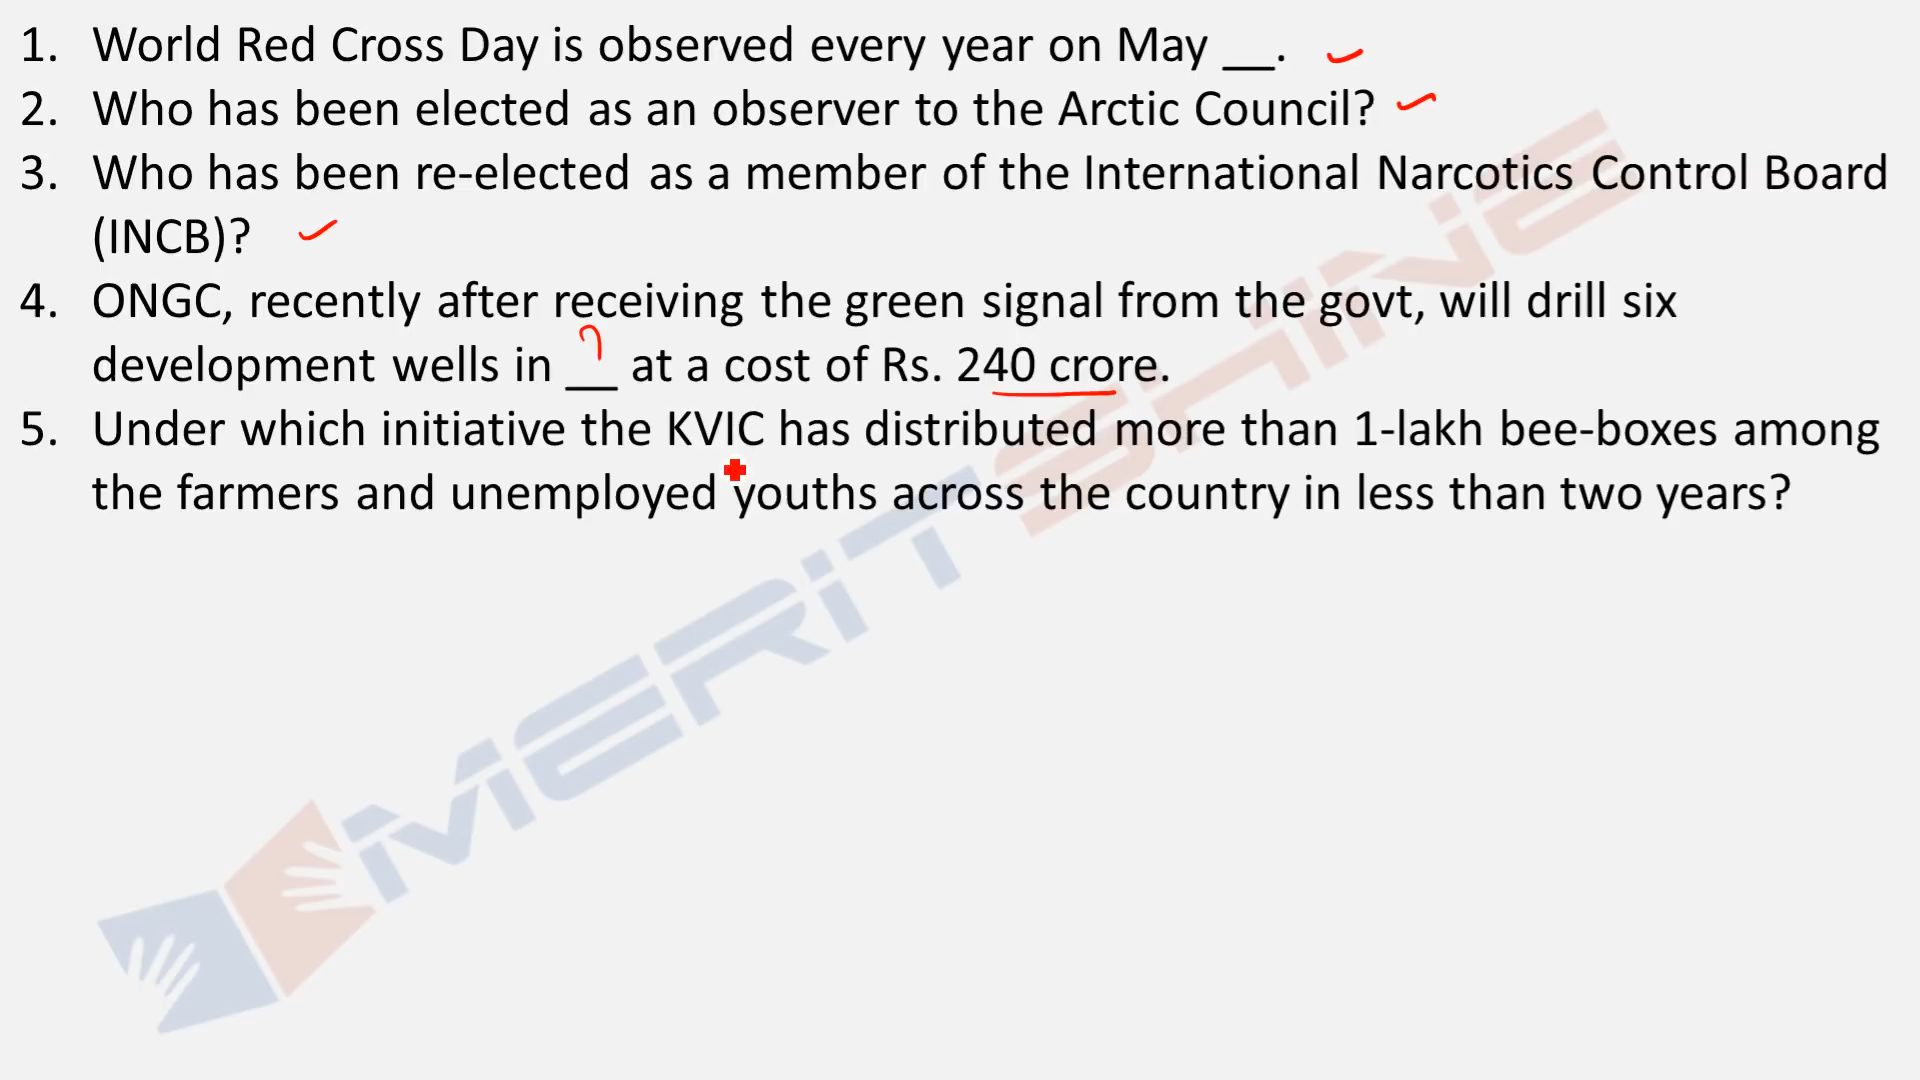 1. World Red Cross Day is observed every year on May __.
2. Who has been elected as an observer to the Arctic Council?
3. Who has been re-elected as a member of the International Narcotics Control Board
(INCB)?
4. ONGC, recently after receiving the green signal from the govt, will drill six
development wells in __ at a cost of Rs. 240 crore.
5. Under which initiative the KVIC has distributed more than 1-lakh bee-boxes among
the farmers and unemployed youths across the country in less than two years?
MERIT SHINE